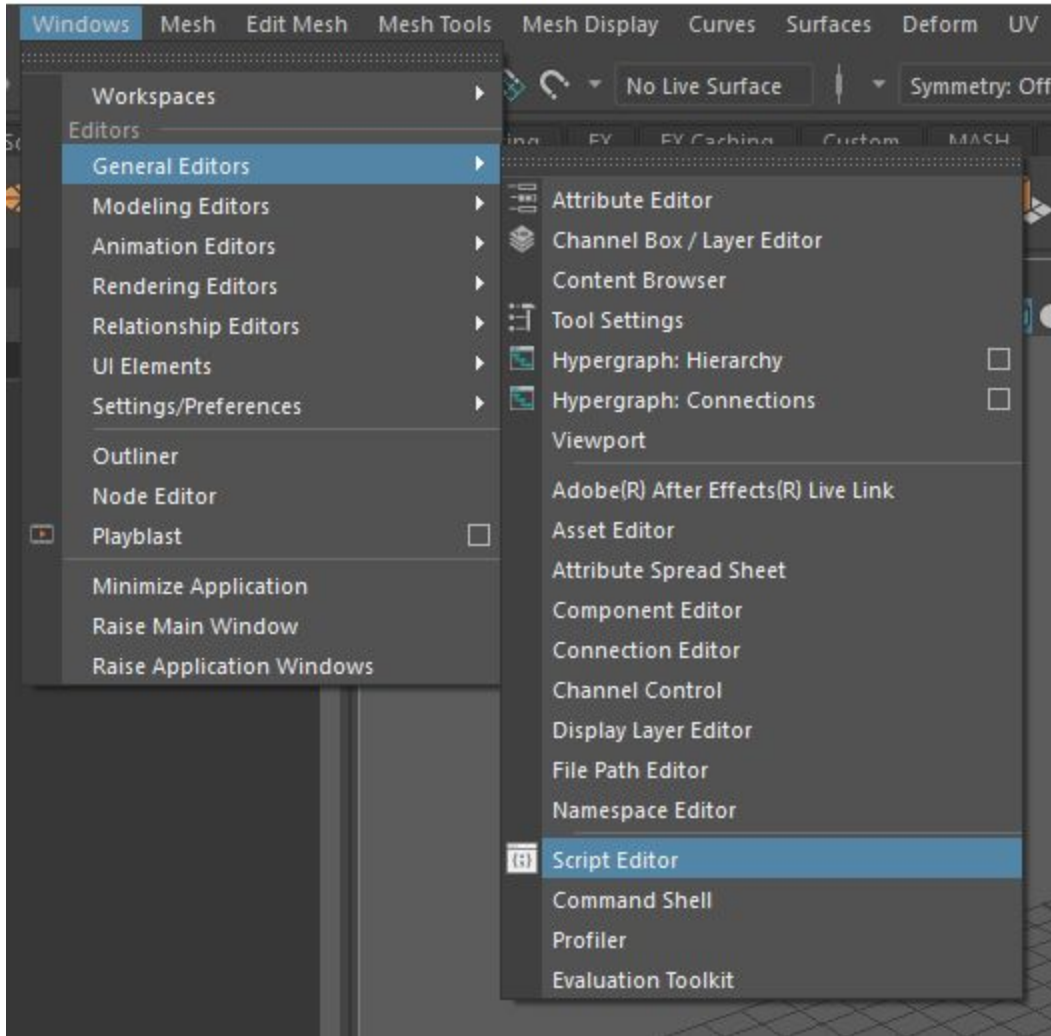 Windows Mesh Edit Mesh Mesh Tools Mesh Display Curves Surfaces Deform UV
No Live Surface Symmetry: Off
FX FX Caching Custom MASH
Workspaces
Editors
General Editors
Modeling Editors
Animation Editors
Rendering Editors
Relationship Editors
UI Elements
Settings/Preferences
Outliner
Node Editor
Playblast
Minimize Application
Raise Main Window
Raise Application Windows
Attribute Editor
Channel Box / Layer Editor
Content Browser
Tool Settings
Hypergraph: Hierarchy
Hypergraph: Connections
Viewport
Adobe(R) After Effects(R) Live Link
Asset Editor
Attribute Spread Sheet
Component Editor
Connection Editor
Channel Control
Display Layer Editor
File Path Editor
Namespace Editor
Script Editor
Command Shell
Profiler
Evaluation Toolkit